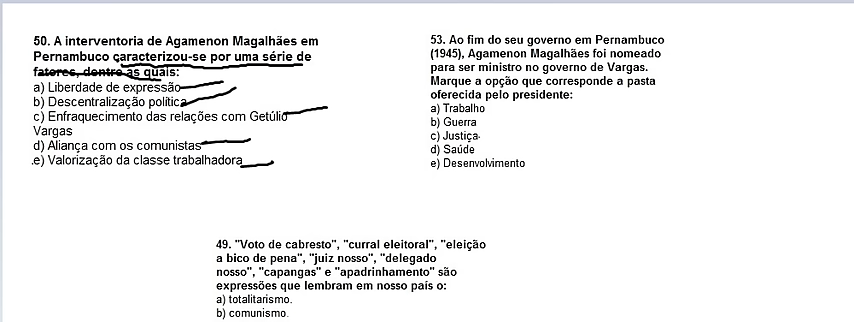 50. A interventoria de Agamenon Magalhães em
Pernambuco caracterizou-se por uma série de
fatores, dentre as quais:
a) Liberdade de expressão
b) Descentralização política
c) Enfraquecimento das relações com Getúlio
Vargas
d) Aliança com os comunistas
e) Valorização da classe trabalhadora
53. Ao fim do seu governo em Pernambuco
(1945), Agamenon Magalhães foi nomeado
para ser ministro no governo de Vargas.
Marque a opção que corresponde a pasta
oferecida pelo presidente:
a) Trabalho
b) Guerra
c) Justiça
d) Saúde
e) Desenvolvimento
49. "Voto de cabresto", "curral eleitoral", "eleição
a bico de pena", "juiz nosso", "delegado
nosso", "capangas" e "apadrinhamento" são
expressões que lembram em nosso país o:
a) totalitarismo.
b) comunismo.